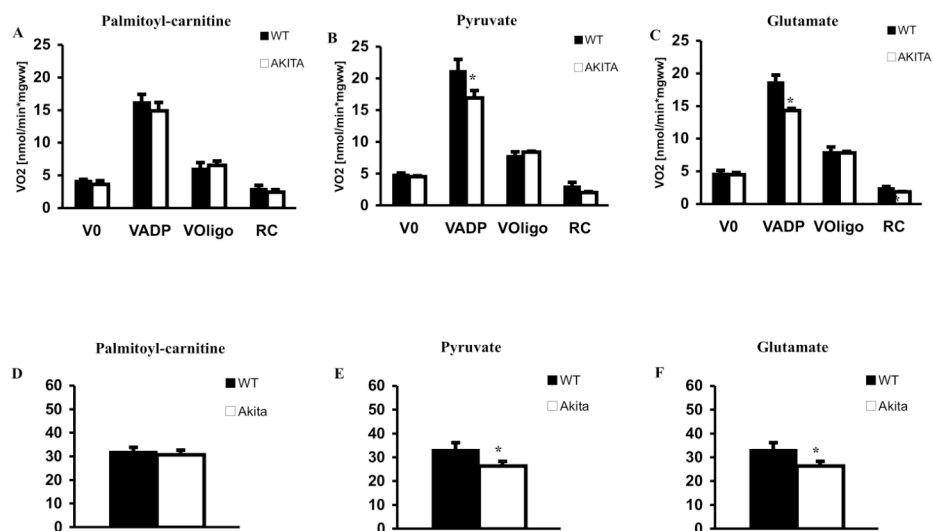 Palmitoyl-carnitine
A
WT
AKITA
VO2 [nmol/min*mgww]
25
20
15
10
5
0
V0 VADP VOligo RC
Pyruvate
B
WT
AKITA
VO2 [nmol/min*mgww]
25
20
15
10
5
0
*
V0 VADP VOligo RC
Glutamate
C
WT
AKITA
VO2 [nmol/min*mgww]
25
20
15
10
5
0
*
*
V0 VADP VOligo RC
Palmitoyl-carnitine
D
WT
Akita
60
50
40
30
20
10
0
Pyruvate
E
WT
Akita
60
50
40
30
20
10
0
*
Glutamate
F
WT
Akita
60
50
40
30
20
10
0
*